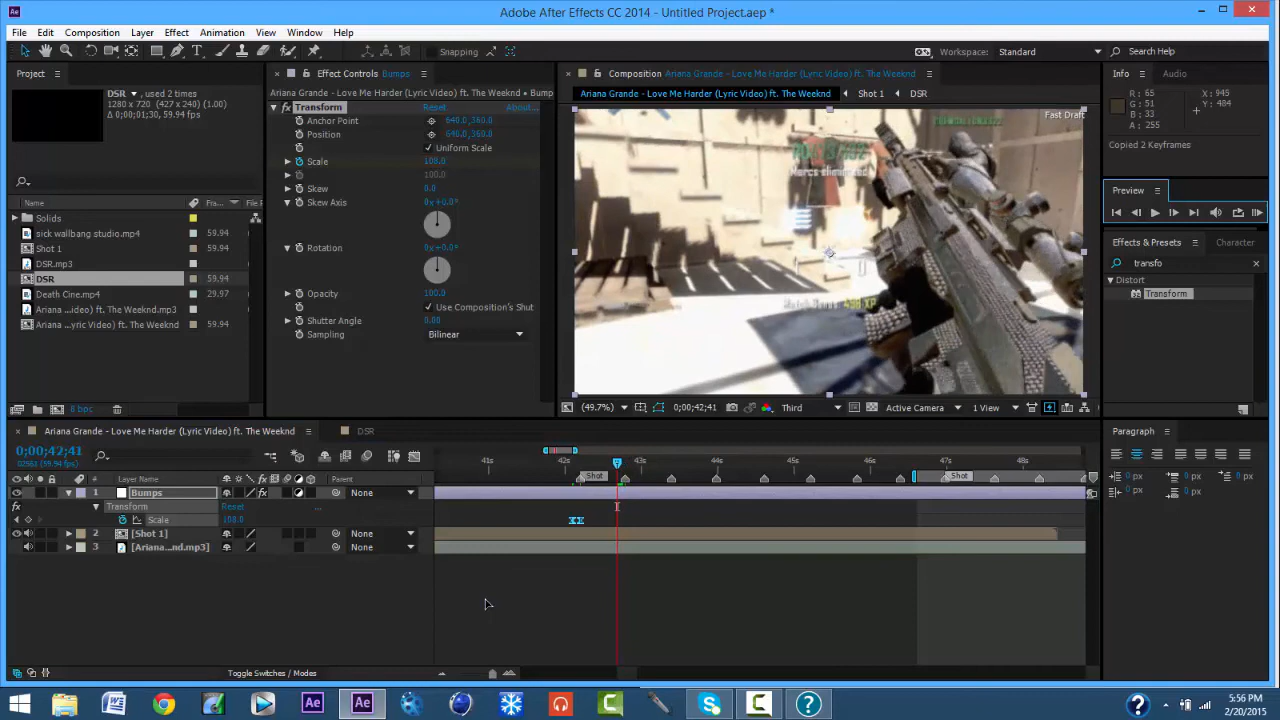 Adobe After Effects CC 2014 - Untitled Project.aep *
File Edit Composition Layer Effect Animation View Window Help
Snapping
Workspace: Standard
Search Help
Project
DSR ▼ , used 2 times
1280 x 720 (427 x 240) (1.00)
Δ 0;00;01;30, 59.94 fps
Name
Fra...
File
Solids
sick wallbang studio.mp4 59.94
Shot 1 59.94
DSR.mp3
DSR 59.94
Death Cine.mp4 29.97
Ariana ...ideo) ft. The Weeknd.mp3
Ariana ...yric Video) ft. The Weeknd 59.94
8 bpc
Effect Controls Bumps
Ariana Grande - Love Me Harder (Lyric Video) ft. The Weeknd • Bump
fx Transform Reset About...
Anchor Point 640.0,360.0
Position 640.0,360.0
Uniform Scale
Scale 108.0
100.0
Skew 0.0
Skew Axis 0x+0.0°
Rotation 0x+0.0°
Opacity 100.0
Use Composition's Shut
Shutter Angle 0.00
Sampling Bilinear
Composition Ariana Grande - Love Me Harder (Lyric Video) ft. The Weeknd
Ariana Grande - Love Me Harder (Lyric Video) ft. The Weeknd Shot 1 DSR
Fast Draft
Mercs eliminated
(49.7%) 0;00;42;41 Third Active Camera 1 View
Info Audio
R : 65
G : 51
B : 33
A : 255
X : 945
Y : 484
Copied 2 Keyframes
Preview
Effects & Presets Character
transfo
Distort
Transform
Ariana Grande - Love Me Harder (Lyric Video) ft. The Weeknd
DSR
0;00;42;41
02561 (59.94 fps)
# Layer Name Parent
41s 42s 43s 44s 45s 46s 47s 48s
Shot
Shot
1 Bumps fx None
fx Transform Reset ...
Scale 108.0
2 [Shot 1] None
3 [Ariana...nd.mp3] None
Toggle Switches / Modes
Paragraph
0 px 0 px 0 px
0 px 0 px
5:56 PM
2/20/2015